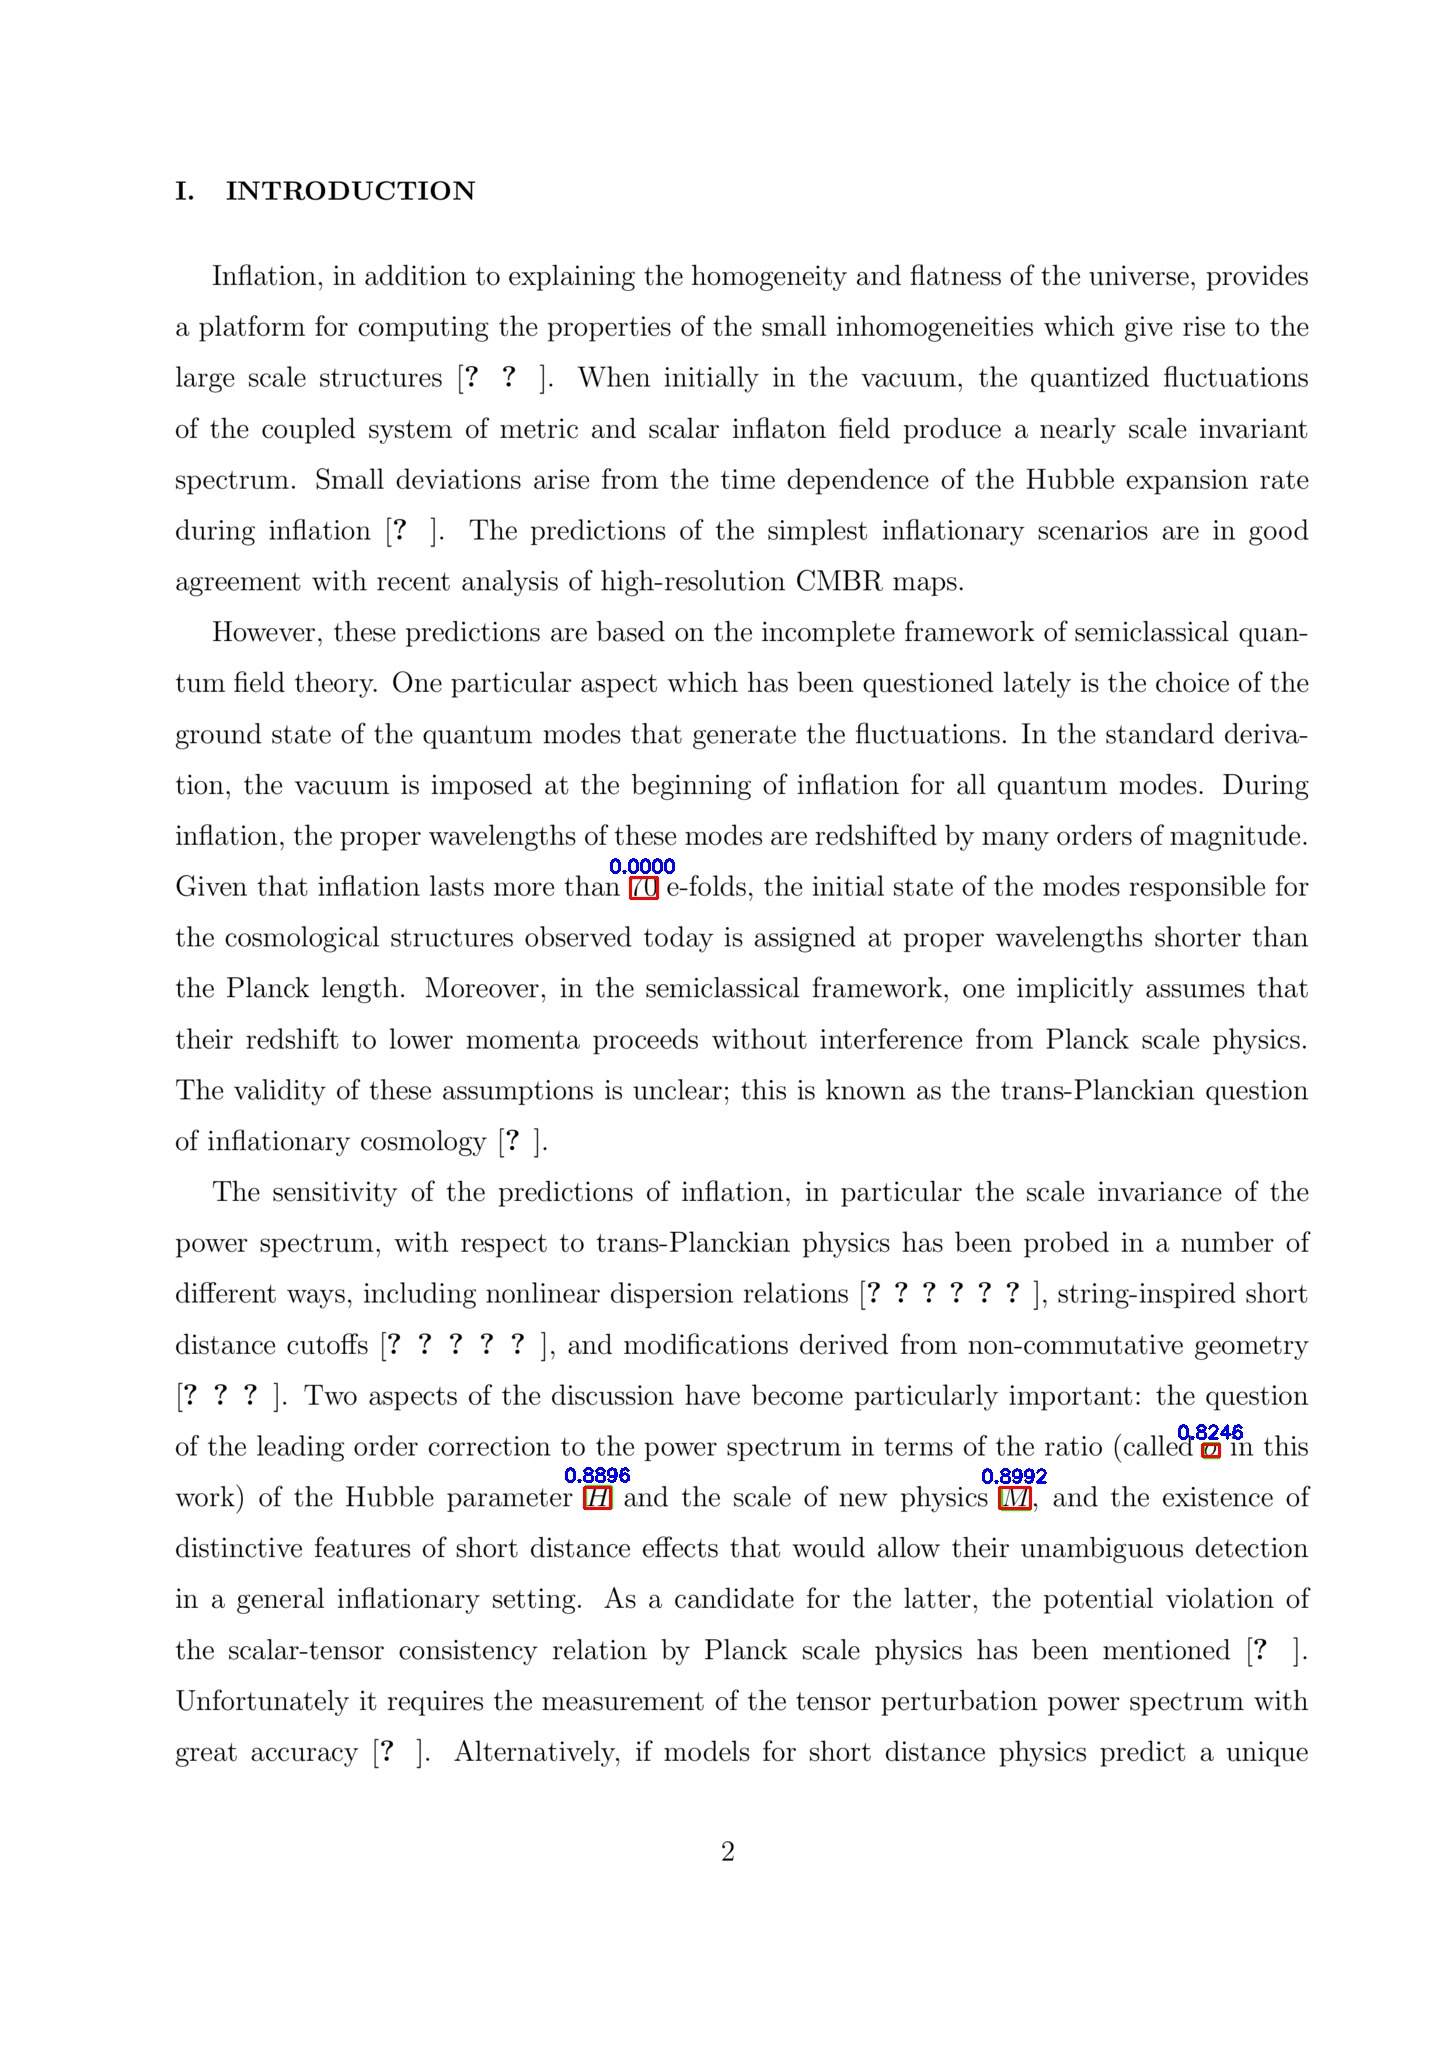 I. INTRODUCTION
Inflation, in addition to explaining the homogeneity and flatness of the universe, provides
a platform for computing the properties of the small inhomogeneities which give rise to the
large scale structures [? ? ]. When initially in the vacuum, the quantized fluctuations
of the coupled system of metric and scalar inflaton field produce a nearly scale invariant
spectrum. Small deviations arise from the time dependence of the Hubble expansion rate
during inflation [? ]. The predictions of the simplest inflationary scenarios are in good
agreement with recent analysis of high-resolution CMBR maps.
However, these predictions are based on the incomplete framework of semiclassical quan-
tum field theory. One particular aspect which has been questioned lately is the choice of the
ground state of the quantum modes that generate the fluctuations. In the standard deriva-
tion, the vacuum is imposed at the beginning of inflation for all quantum modes. During
inflation, the proper wavelengths of these modes are redshifted by many orders of magnitude.
0.0000
Given that inflation lasts more than 70 e-folds, the initial state of the modes responsible for
the cosmological structures observed today is assigned at proper wavelengths shorter than
the Planck length. Moreover, in the semiclassical framework, one implicitly assumes that
their redshift to lower momenta proceeds without interference from Planck scale physics.
The validity of these assumptions is unclear; this is known as the trans-Planckian question
of inflationary cosmology [? ].
The sensitivity of the predictions of inflation, in particular the scale invariance of the
power spectrum, with respect to trans-Planckian physics has been probed in a number of
different ways, including nonlinear dispersion relations [? ? ? ? ? ? ], string-inspired short
distance cutoffs [? ? ? ? ? ], and modifications derived from non-commutative geometry
[? ? ? ]. Two aspects of the discussion have become particularly important: the question
0.8246
of the leading order correction to the power spectrum in terms of the ratio (called σ in this
0.8896 0.8992
work) of the Hubble parameter H and the scale of new physics M, and the existence of
distinctive features of short distance effects that would allow their unambiguous detection
in a general inflationary setting. As a candidate for the latter, the potential violation of
the scalar-tensor consistency relation by Planck scale physics has been mentioned [? ].
Unfortunately it requires the measurement of the tensor perturbation power spectrum with
great accuracy [? ]. Alternatively, if models for short distance physics predict a unique
2